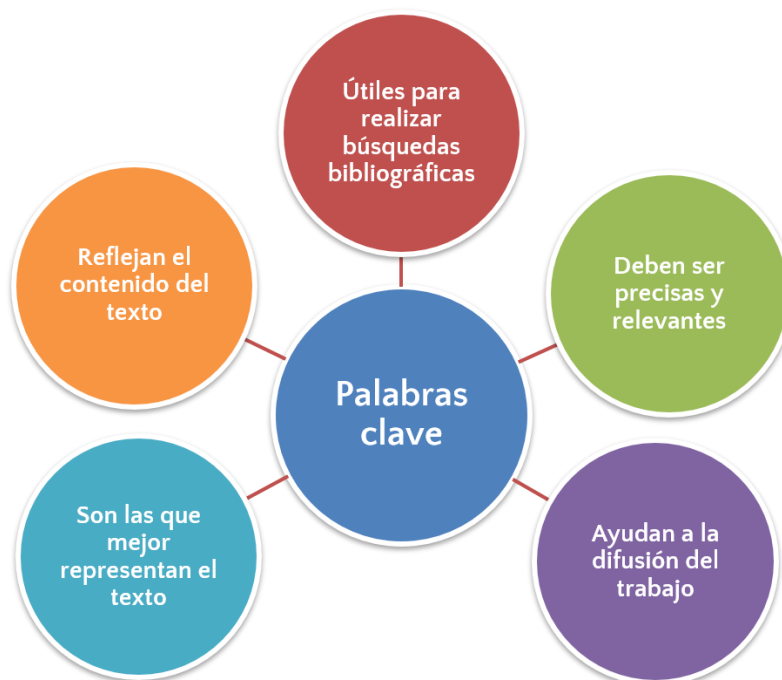 Útiles para
realizar
búsquedas
bibliográficas
Reflejan el
contenido del
texto
Deben ser
precisas y
relevantes
Palabras
clave
Son las que
mejor
representan el
texto
Ayudan a la
difusión del
trabajo